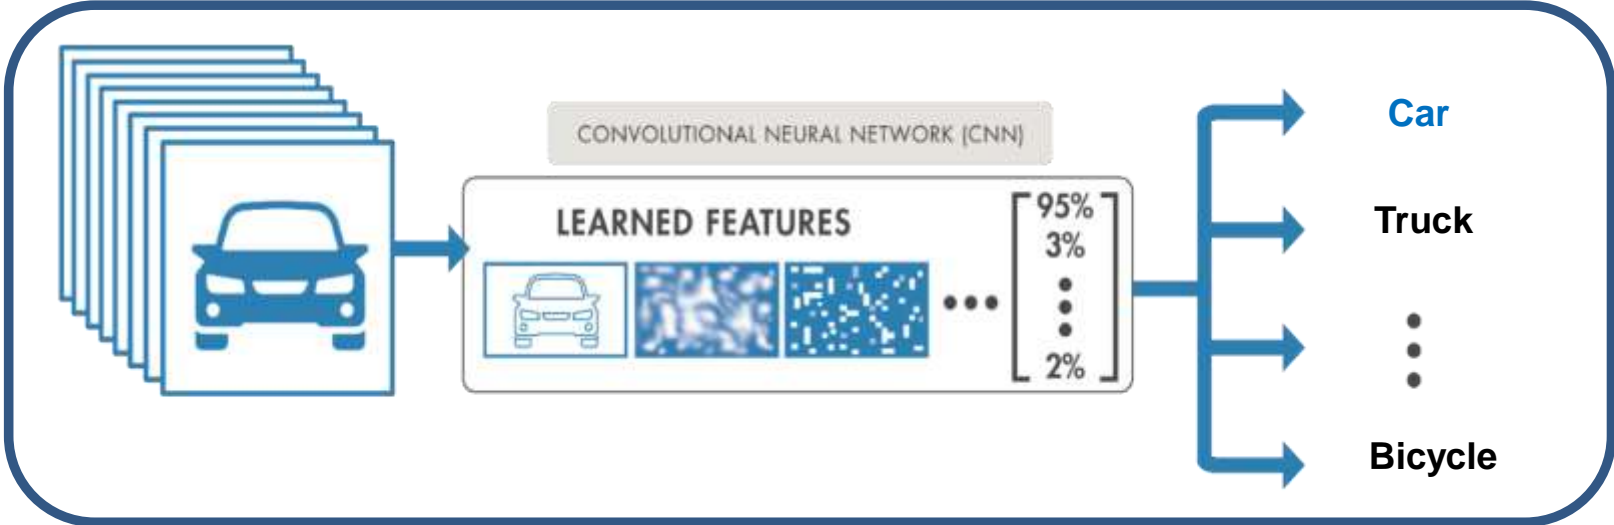 CONVOLUTIONAL NEURAL NETWORK (CNN)
LEARNED FEATURES
95%
3%
2%
Car
Truck
Bicycle